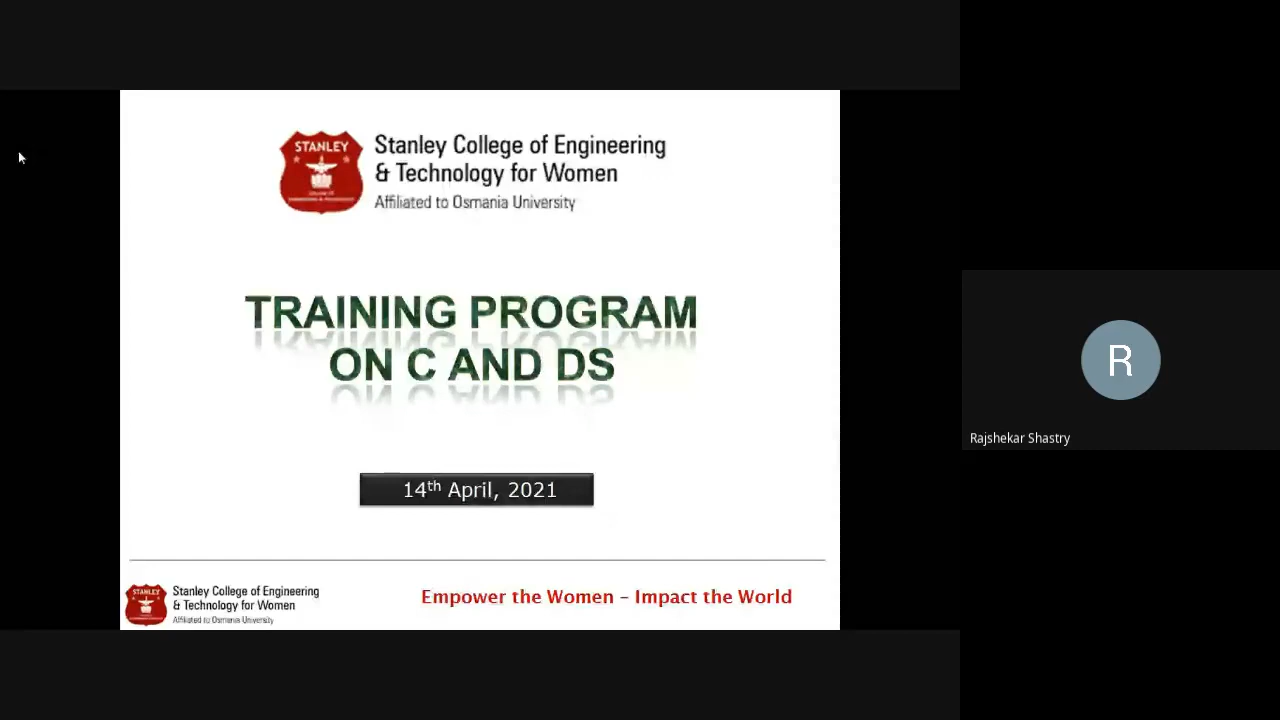 STANLEY
Stanley College of Engineering
& Technology for Women
Affiliated to Osmania University
TRAINING PROGRAM
ON C AND DS
14th April, 2021
STANLEY
Stanley College of Engineering
& Technology for Women
Affiliated to Osmania University
Empower the Women – Impact the World
R
Rajshekar Shastry